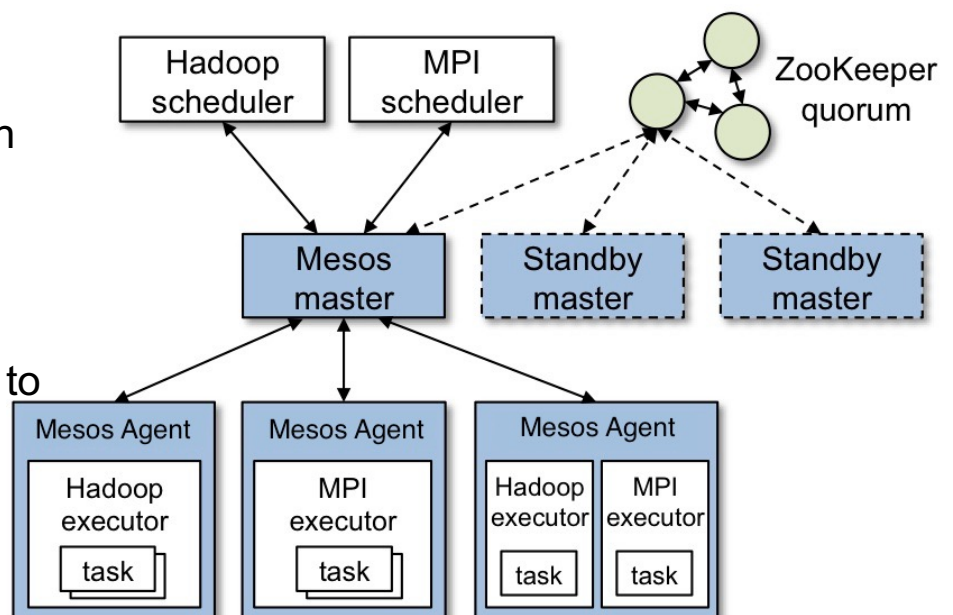 Hadoop
scheduler
MPI
scheduler
ZooKeeper
quorum
n
Mesos
master
Standby
master
Standby
master
to
Mesos Agent
Hadoop
executor
task
Mesos Agent
MPI
executor
task
Mesos Agent
Hadoop
executor
task
MPI
executor
task